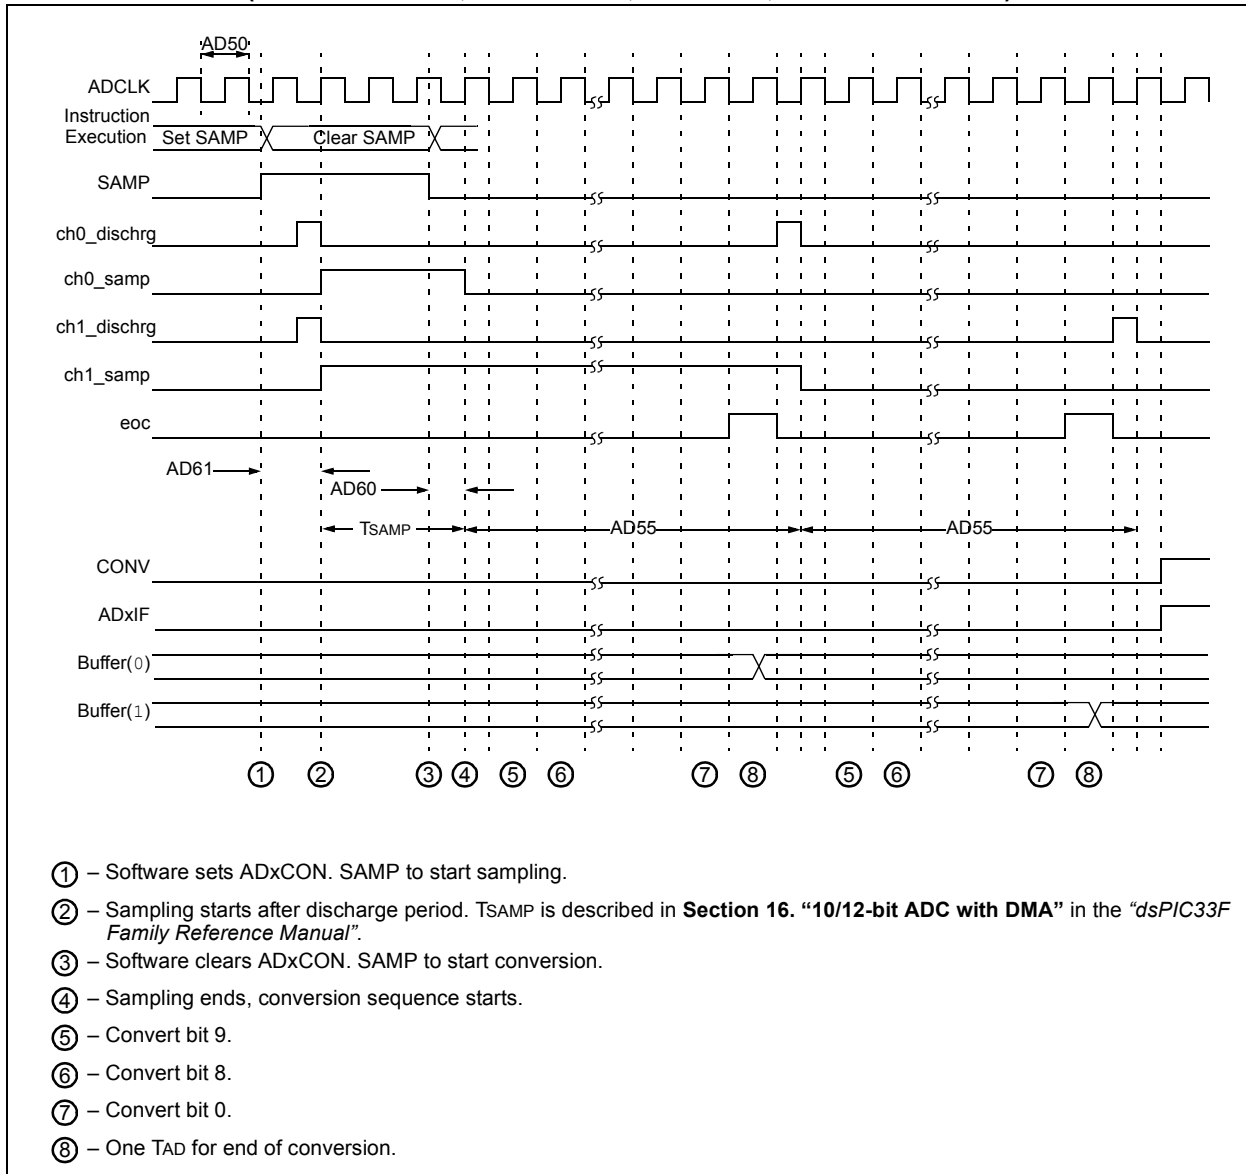 AD50
ADCLK
Instruction
Execution Set SAMP Clear SAMP
SAMP
ch0_dischrg
ch0_samp
ch1_dischrg
ch1_samp
eoc
AD61
AD60
TSAMP AD55 AD55
CONV
ADxIF
Buffer(0)
Buffer(1)
1 2 3 4 5 6 7 8 5 6 7 8
1 – Software sets ADxCON. SAMP to start sampling.
2 – Sampling starts after discharge period. TSAMP is described in Section 16. “10/12-bit ADC with DMA” in the “dsPIC33F
Family Reference Manual”.
3 – Software clears ADxCON. SAMP to start conversion.
4 – Sampling ends, conversion sequence starts.
5 – Convert bit 9.
6 – Convert bit 8.
7 – Convert bit 0.
8 – One TAD for end of conversion.